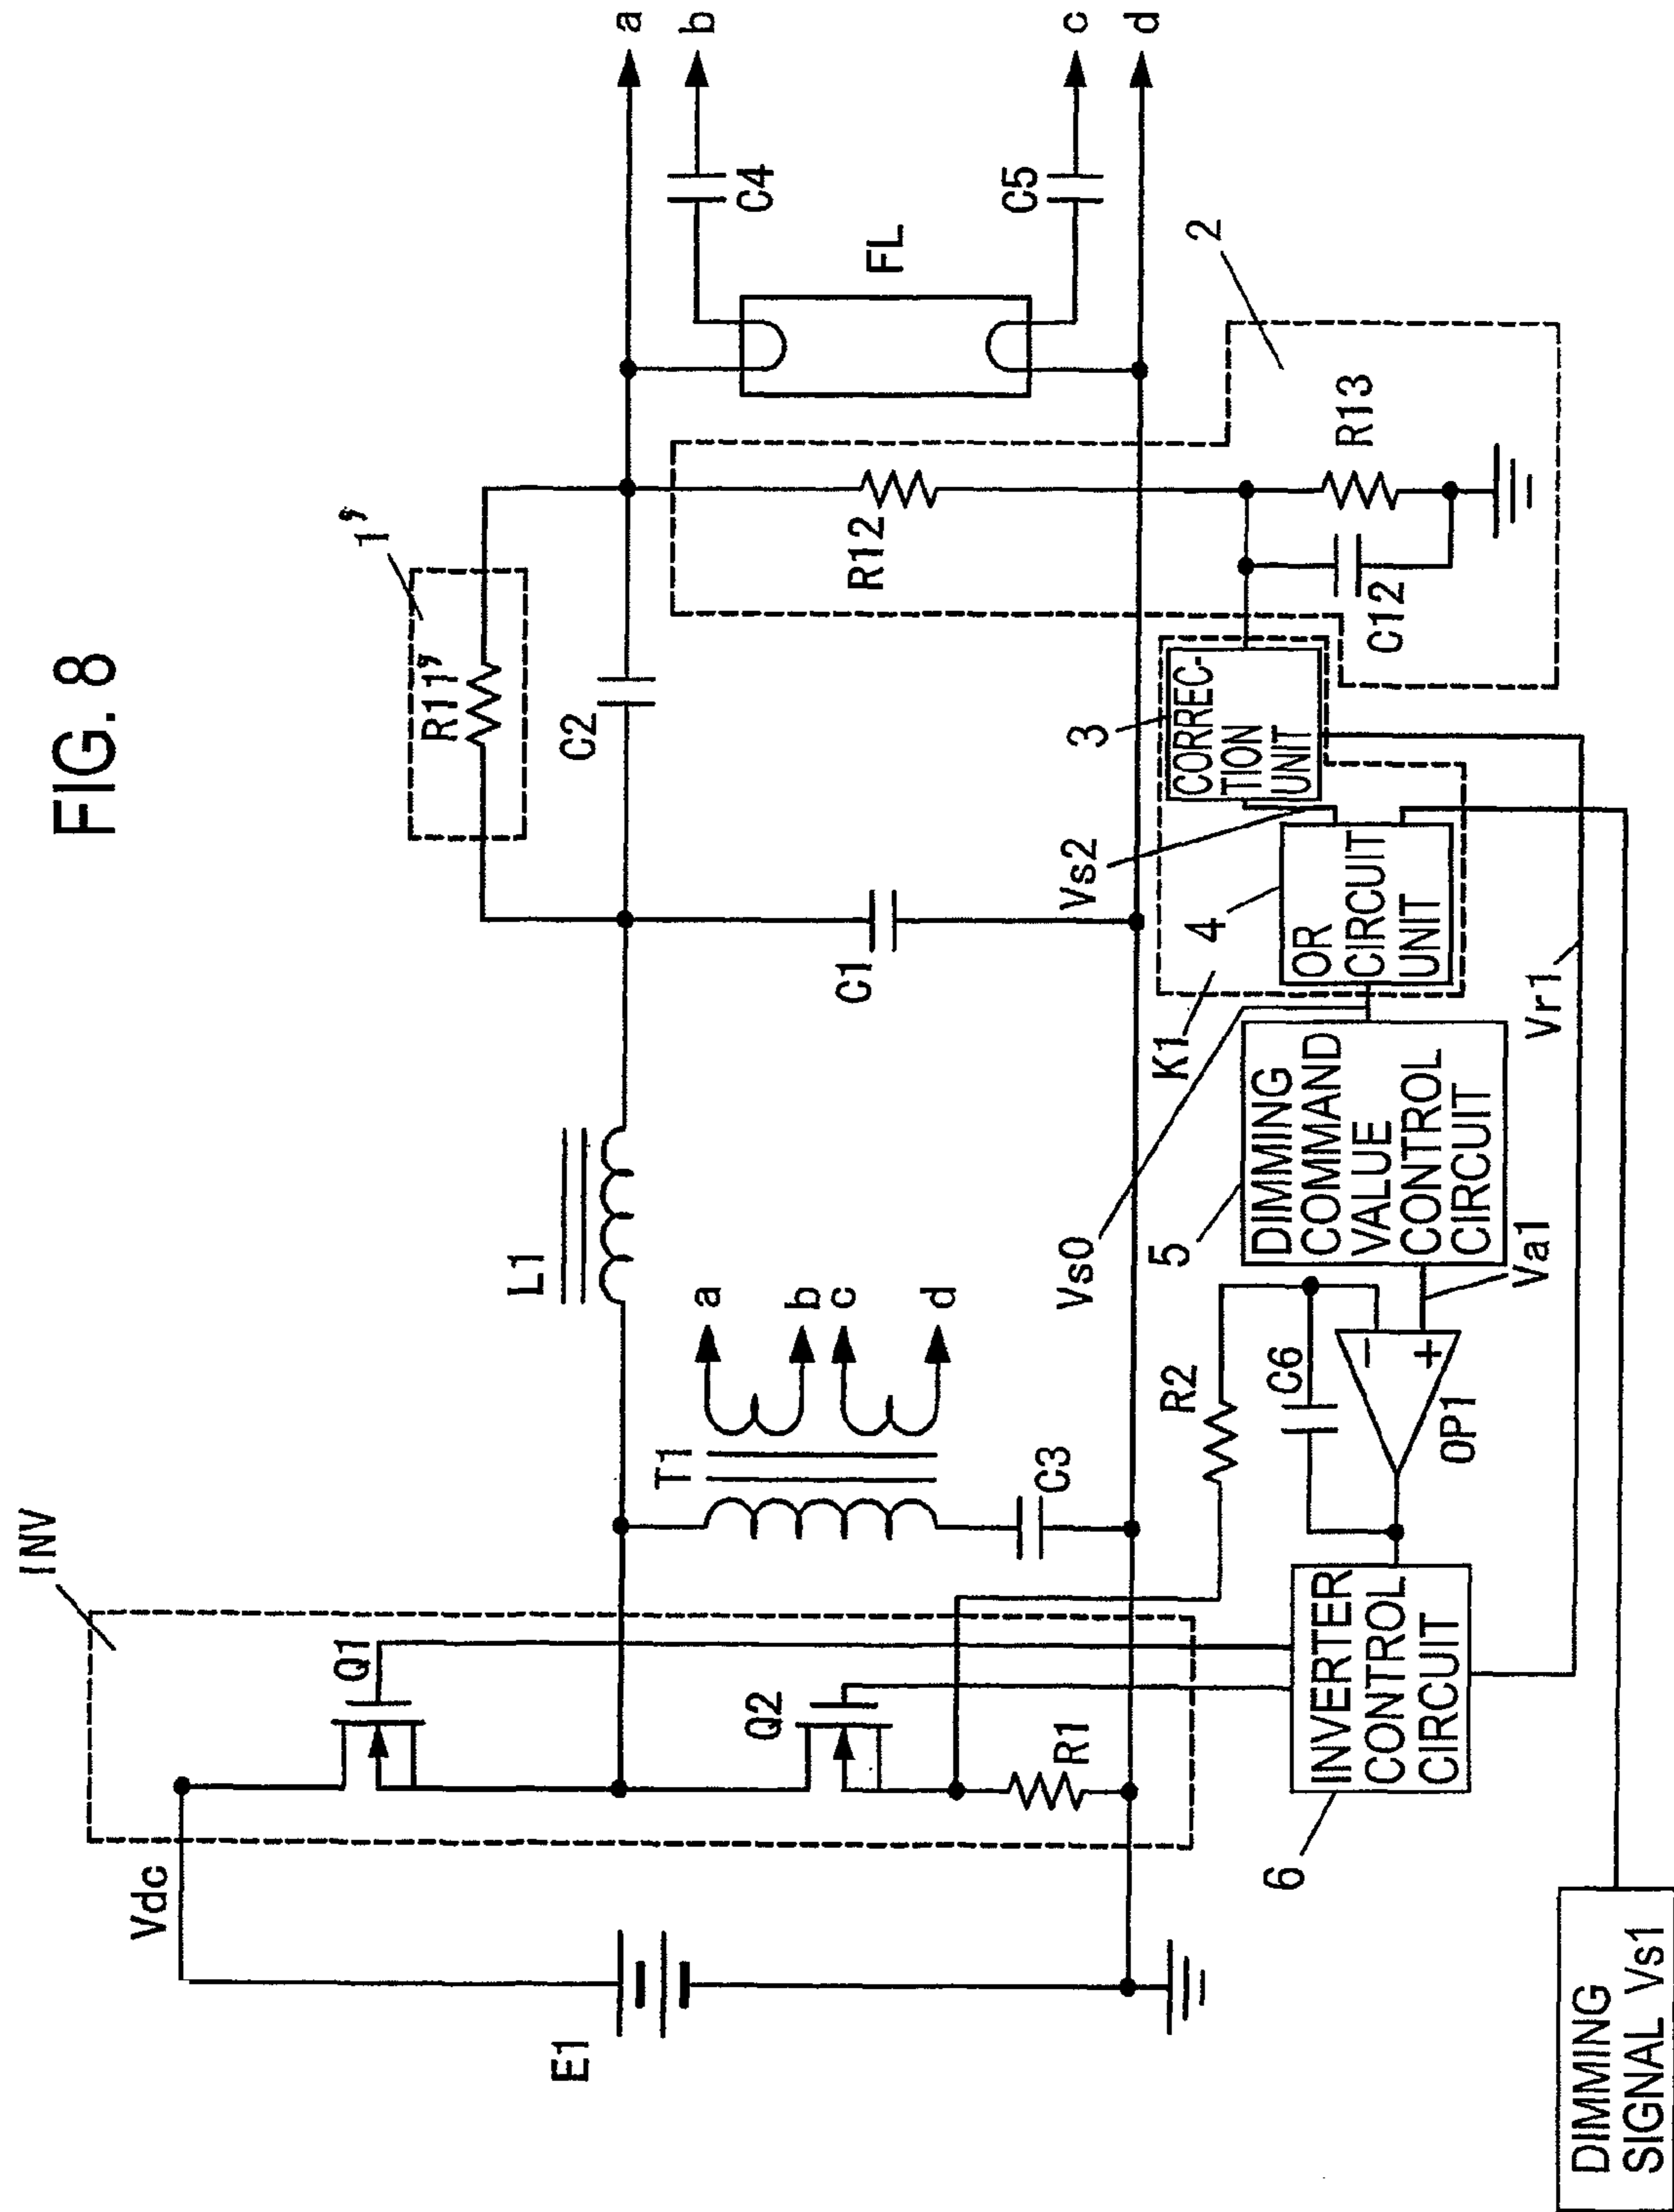 FIG. 8
INV
Vdc
E1
Q1
Q2
R1
T1
a
b
c
d
C3
L1
C1
C2
R11’
1’
R12
R13
C12
2
a
b
c
d
C4
C5
FL
CORREC-
TION
UNIT
3
Vs2
OR
CIRCUIT
UNIT
4
K1
Vs0
DIMMING
COMMAND
VALUE
CONTROL
CIRCUIT
5
Va1
Vr1
R2
C6
−
+
OP1
INVERTER
CONTROL
CIRCUIT
6
DIMMING
SIGNAL Vs1